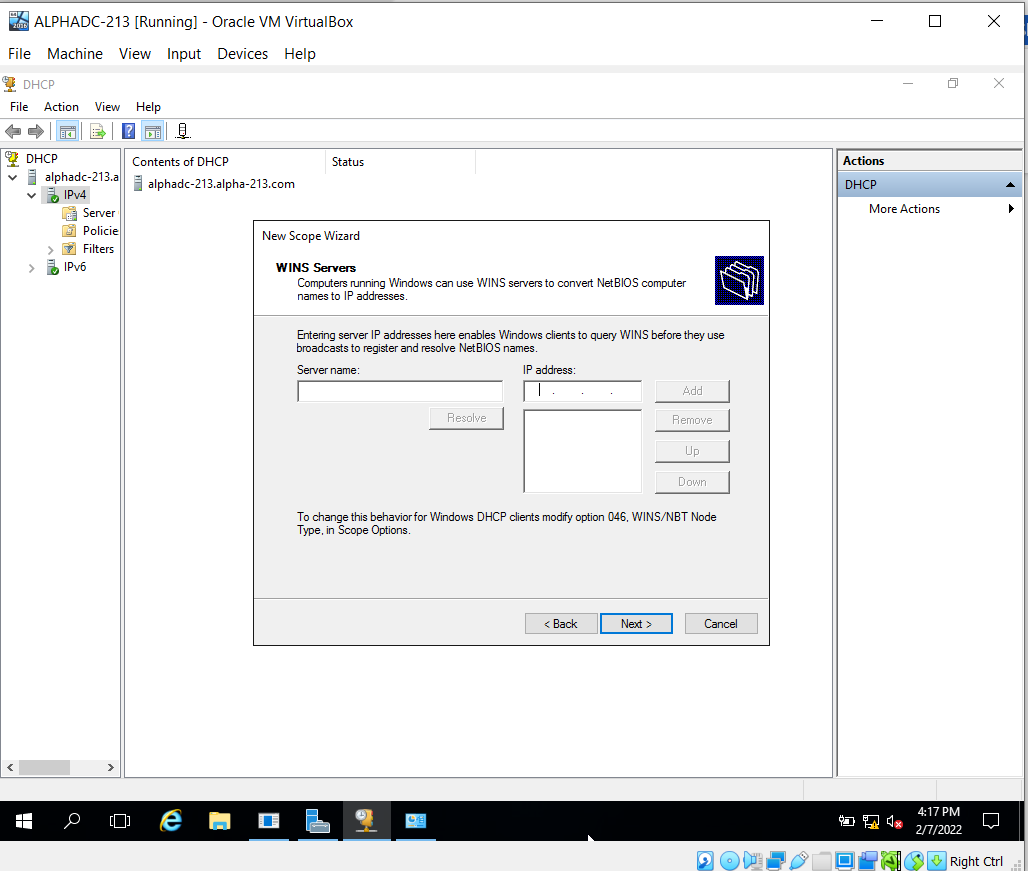 ALPHADC-213 [Running] - Oracle VM VirtualBox
File Machine View Input Devices Help
DHCP
File Action View Help
DHCP
alphadc-213.a
IPv4
Server
Policie
Filters
IPv6
Contents of DHCP Status
alphadc-213.alpha-213.com
Actions
DHCP
More Actions
New Scope Wizard
WINS Servers
Computers running Windows can use WINS servers to convert NetBIOS computer
names to IP addresses.
Entering server IP addresses here enables Windows clients to query WINS before they use
broadcasts to register and resolve NetBIOS names.
Server name: IP address:
. . .
Add
Resolve
Remove
Up
Down
To change this behavior for Windows DHCP clients modify option 046, WINS/NBT Node
Type, in Scope Options.
< Back Next > Cancel
4:17 PM
2/7/2022
Right Ctrl